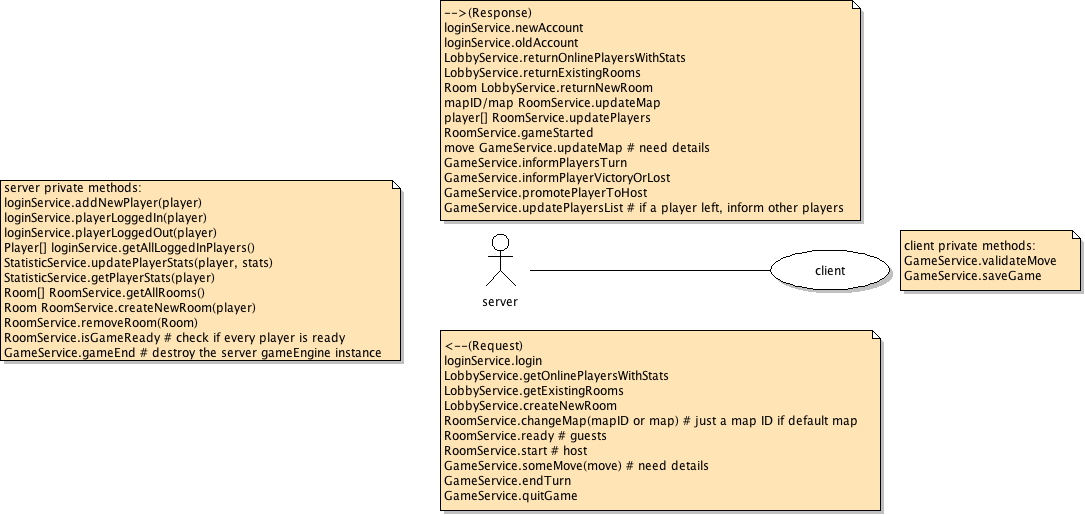 -->(Response)
loginService.newAccount
loginService.oldAccount
LobbyService.returnOnlinePlayersWithStats
LobbyService.returnExistingRooms
Room LobbyService.returnNewRoom
mapID/map RoomService.updateMap
player[] RoomService.updatePlayers
RoomService.gameStarted
move GameService.updateMap # need details
GameService.informPlayersTurn
GameService.informPlayerVictoryOrLost
GameService.promotePlayerToHost
GameService.updatePlayersList # if a player left, inform other players
server private methods:
loginService.addNewPlayer(player)
loginService.playerLoggedIn(player)
loginService.playerLoggedOut(player)
Player[] loginService.getAllLoggedInPlayers()
StatisticService.updatePlayerStats(player, stats)
StatisticService.getPlayerStats(player)
Room[] RoomService.getAllRooms()
Room RoomService.createNewRoom(player)
RoomService.removeRoom(Room)
RoomService.isGameReady # check if every player is ready
GameService.gameEnd # destroy the server gameEngine instance
server
client
client private methods:
GameService.validateMove
GameService.saveGame
<--(Request)
loginService.login
LobbyService.getOnlinePlayersWithStats
LobbyService.getExistingRooms
LobbyService.createNewRoom
RoomService.changeMap(mapID or map) # just a map ID if default map
RoomService.ready # guests
RoomService.start # host
GameService.someMove(move) # need details
GameService.endTurn
GameService.quitGame